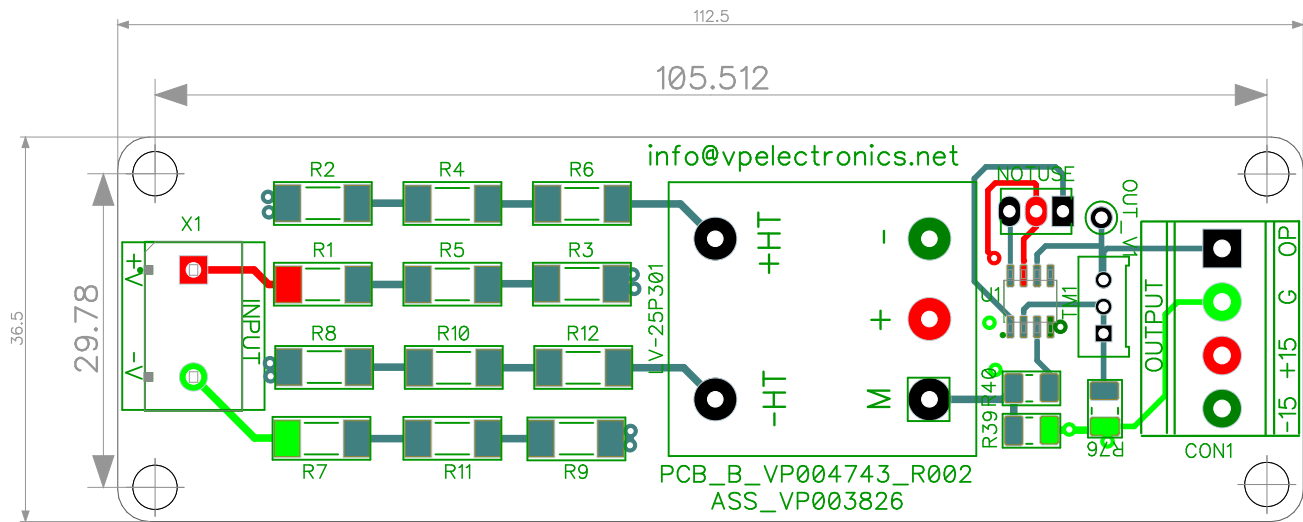 112.5
105.512
36.5
29.78
info@vpelectronics.net
R2
R4
R6
NOTUSE
X1
R1
R5
R3
+V
-V
INPUT
R8
R10
R12
LV-25P301
+HT
-HT
-
+
M
U1
TM1
OUTPUT
OP
G
+15
-15
R40
R39
R76
CON1
R7
R11
R9
PCB_B_VP004743_R002
ASS_VP003826